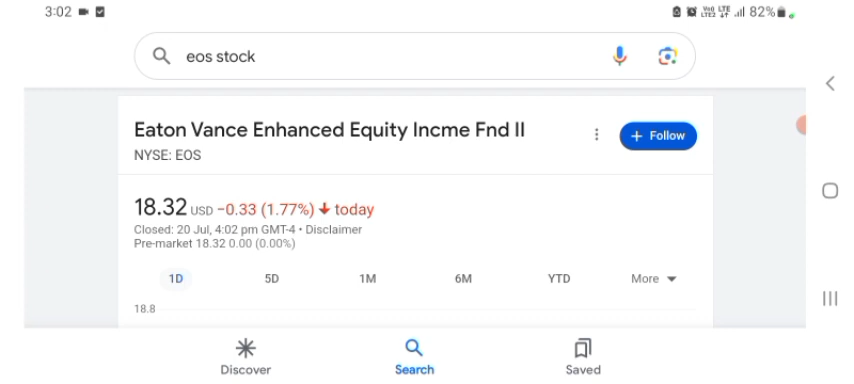 3:02
82%
eos stock
Eaton Vance Enhanced Equity Incme Fnd II
+ Follow
NYSE: EOS
18.32 USD −0.33 (1.77%) ↓ today
Closed: 20 Jul, 4:02 pm GMT-4 • Disclaimer
Pre-market 18.32 0.00 (0.00%)
1D 5D 1M 6M YTD More
18.8
Discover Search Saved